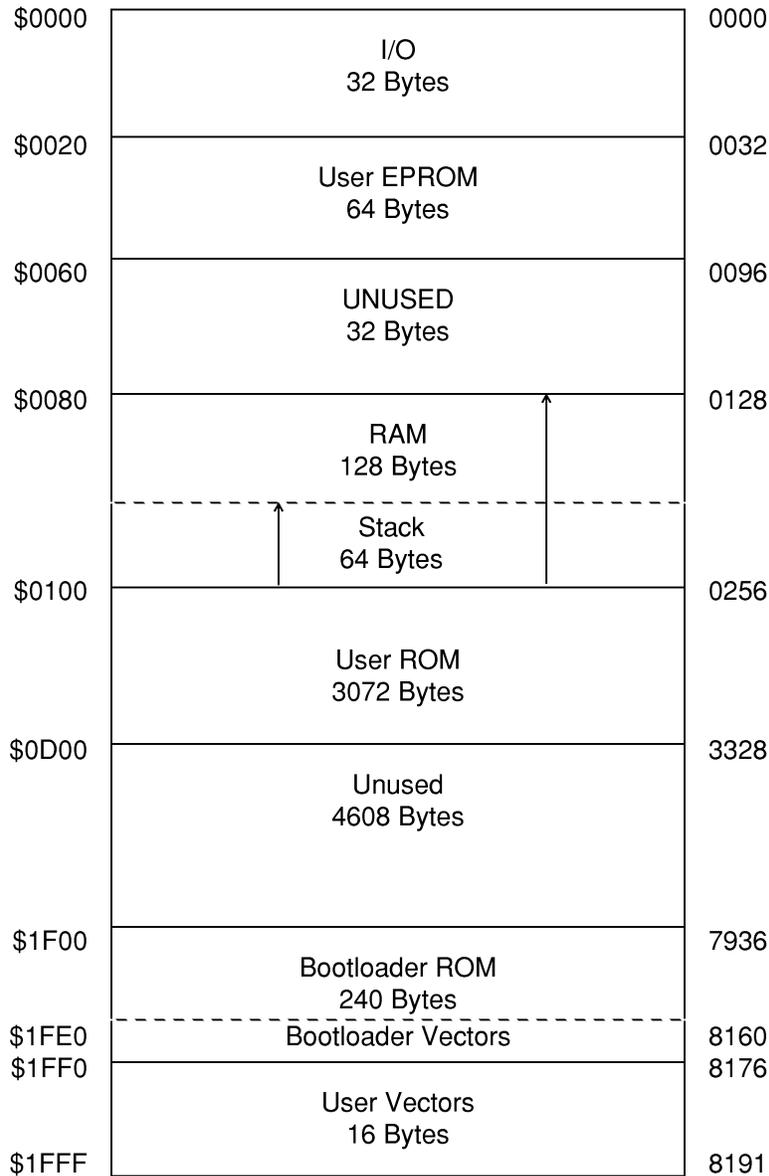 $0000 0000
I/O
32 Bytes
$0020 0032
User EPROM
64 Bytes
$0060 0096
UNUSED
32 Bytes
$0080 0128
RAM
128 Bytes
Stack
64 Bytes
$0100 0256
User ROM
3072 Bytes
$0D00 3328
Unused
4608 Bytes
$1F00 7936
Bootloader ROM
240 Bytes
$1FE0 Bootloader Vectors 8160
$1FF0 8176
User Vectors
16 Bytes
$1FFF 8191